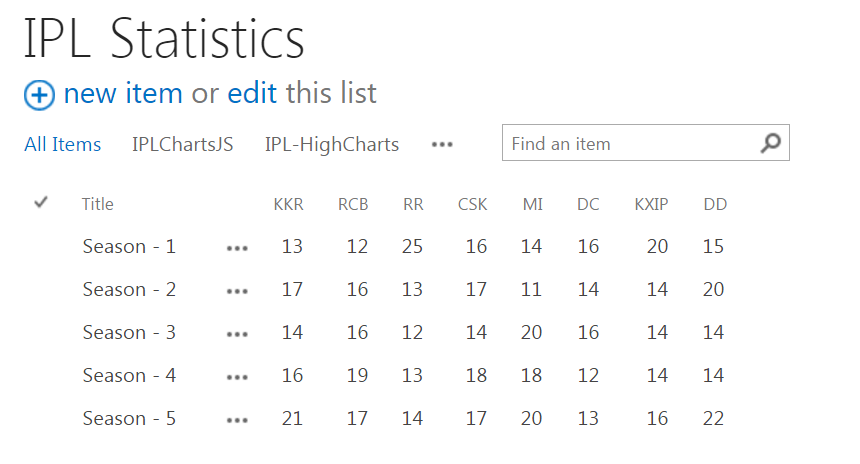 IPL Statistics
new item or edit this list
All Items IPLChartsJS IPL-HighCharts ••• Find an item
Title KKR RCB RR CSK MI DC KXIP DD
Season - 1 ••• 13 12 25 16 14 16 20 15
Season - 2 ••• 17 16 13 17 11 14 14 20
Season - 3 ••• 14 16 12 14 20 16 14 14
Season - 4 ••• 16 19 13 18 18 12 14 14
Season - 5 ••• 21 17 14 17 20 13 16 22